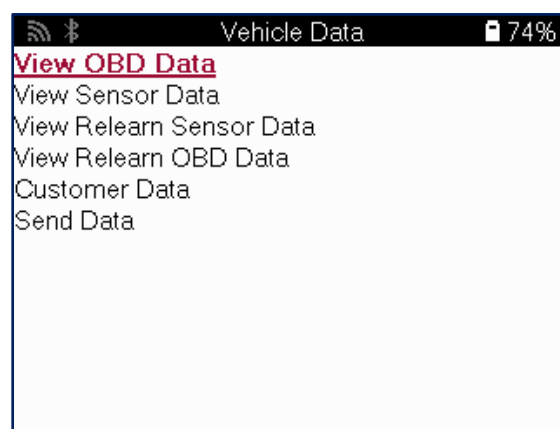 Vehicle Data 74%
View OBD Data
View Sensor Data
View Relearn Sensor Data
View Relearn OBD Data
Customer Data
Send Data